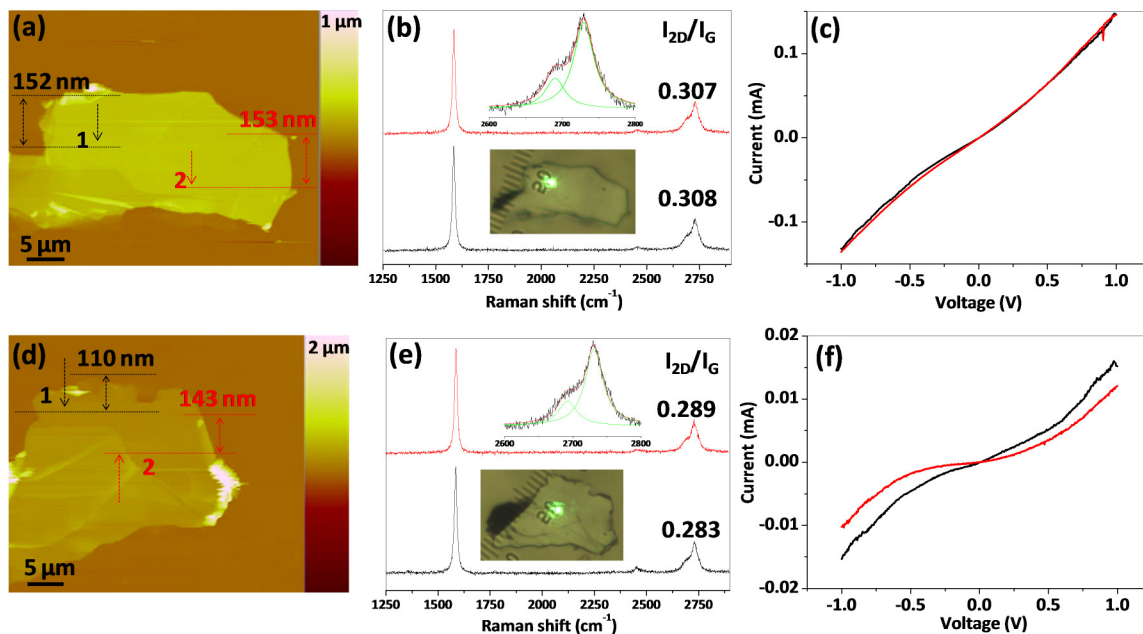 (a)
1 µm
152 nm
153 nm
1
2
5 µm
(b)
I2D/IG
0.307
0.308
2600 2700 2800
20
1250 1500 1750 2000 2250 2500 2750
Raman shift (cm-1)
(c)
Current (mA)
0.1
0.0
-0.1
-1.0 -0.5 0.0 0.5 1.0
Voltage (V)
(d)
2 µm
110 nm
143 nm
1
2
5 µm
(e)
I2D/IG
0.289
0.283
2600 2700 2800
20
1250 1500 1750 2000 2250 2500 2750
Raman shift (cm-1)
(f)
Current (mA)
0.02
0.01
0.00
-0.01
-0.02
-1.0 -0.5 0.0 0.5 1.0
Voltage (V)